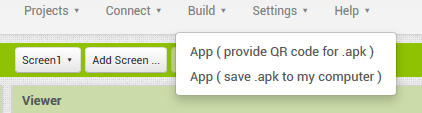 Projects Connect Build Settings Help
App ( provide QR code for .apk )
Screen1 Add Screen ...
App ( save .apk to my computer )
Viewer